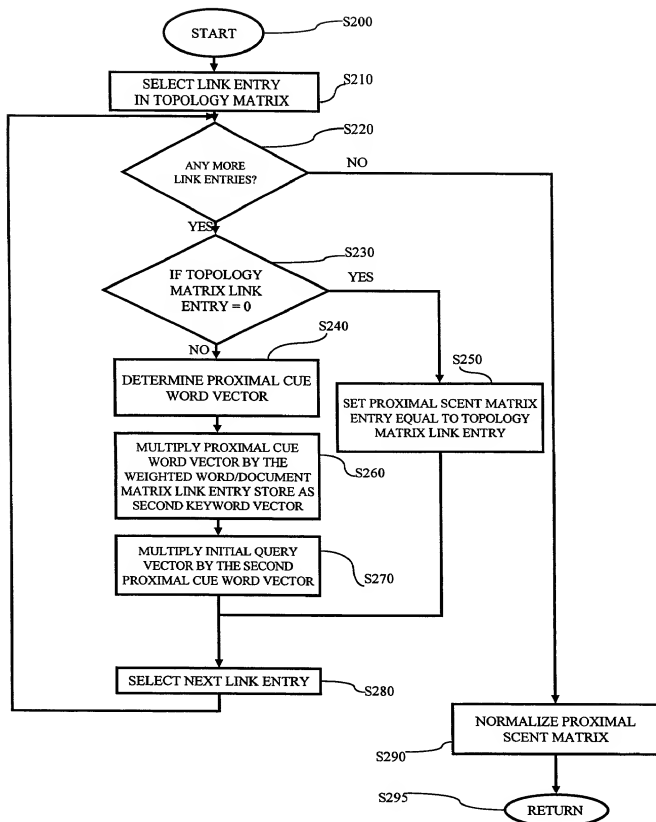 START
S200
SELECT LINK ENTRY
IN TOPOLOGY MATRIX
S210
S220
ANY MORE
LINK ENTRIES?
NO
YES
S230
IF TOPOLOGY
MATRIX LINK
ENTRY = 0
YES
S240
NO
DETERMINE PROXIMAL CUE
WORD VECTOR
S250
SET PROXIMAL SCENT MATRIX
ENTRY EQUAL TO TOPOLOGY
MATRIX LINK ENTRY
MULTIPLY PROXIMAL CUE
WORD VECTOR BY THE
WEIGHTED WORD/DOCUMENT
MATRIX LINK ENTRY STORE AS
SECOND KEYWORD VECTOR
S260
MULTIPLY INITIAL QUERY
VECTOR BY THE SECOND
PROXIMAL CUE WORD VECTOR
S270
SELECT NEXT LINK ENTRY
S280
NORMALIZE PROXIMAL
SCENT MATRIX
S290
S295
RETURN